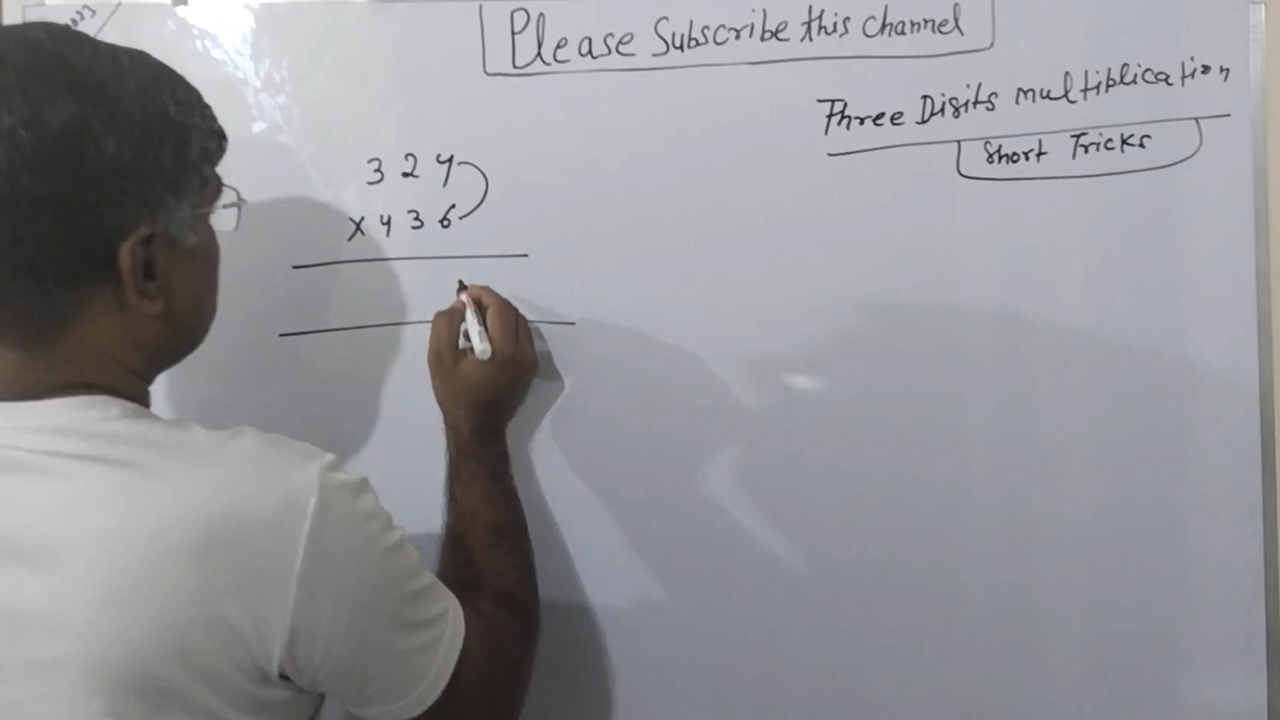 Please Subscribe this Channel
Three Digits multiplication
Short Tricks
3 2 4
x 4 3 6